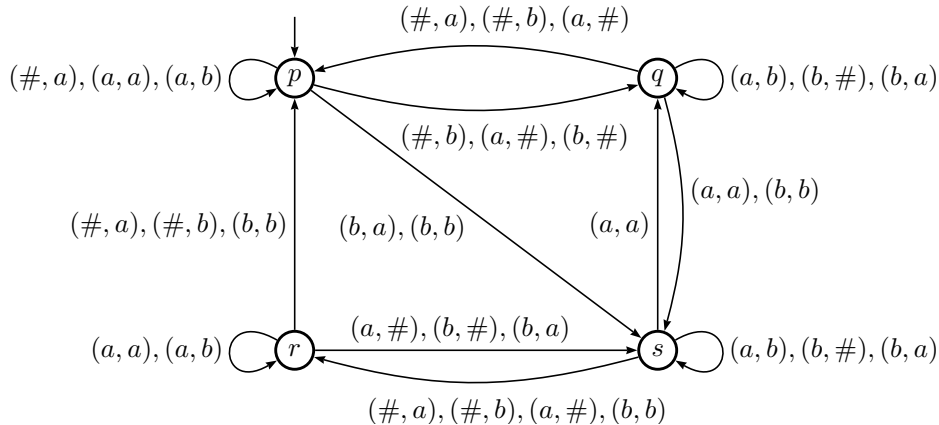 (#, a), (#, b), (a, #)
(#, a), (a, a), (a, b)
p
q
(a, b), (b, #), (b, a)
(#, b), (a, #), (b, #)
(a, a), (b, b)
(#, a), (#, b), (b, b)
(b, a), (b, b)
(a, a)
(a, #), (b, #), (b, a)
(a, a), (a, b)
r
s
(a, b), (b, #), (b, a)
(#, a), (#, b), (a, #), (b, b)